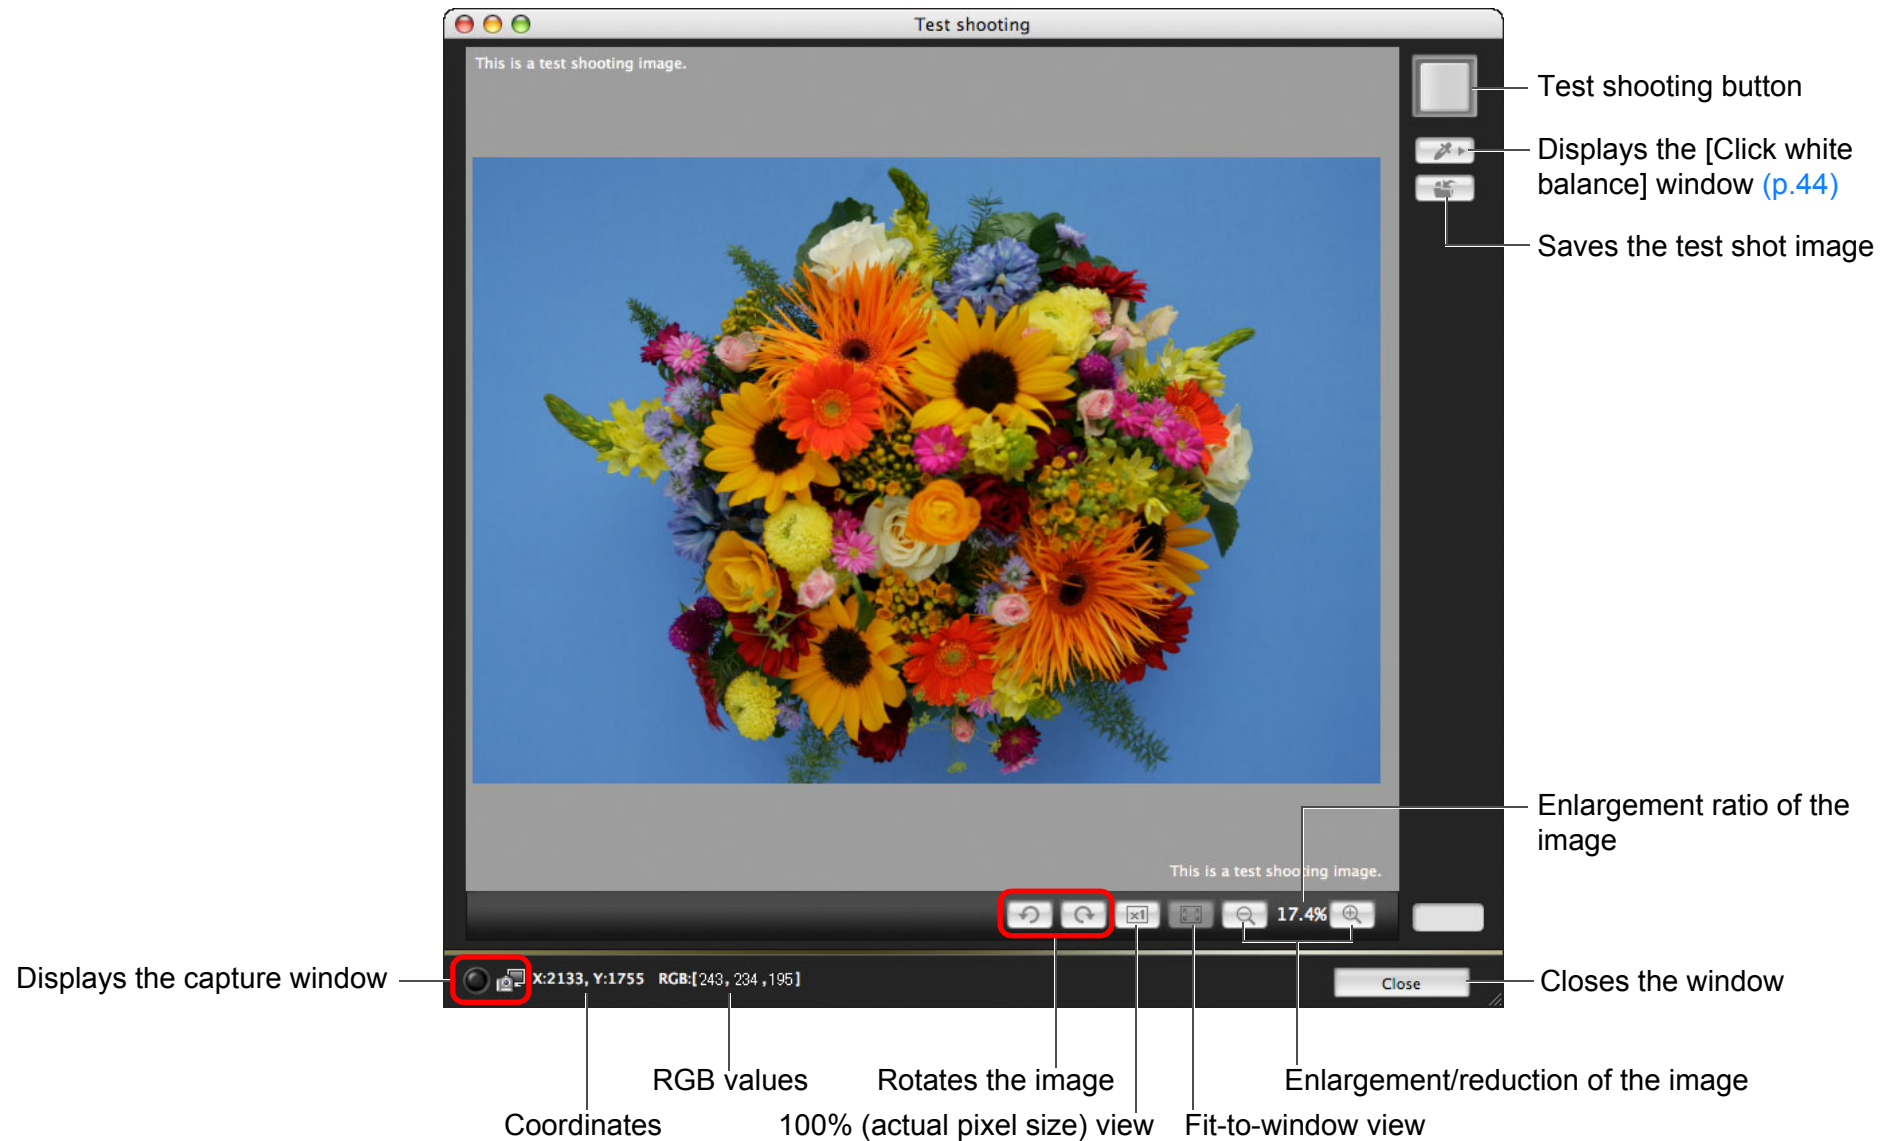 Test shooting
This is a test shooting image.
Test shooting button
Displays the [Click white
balance] window (p.44)
Saves the test shot image
Enlargement ratio of the
image
This is a test shooting image.
x1
17.4%
Displays the capture window
X:2133, Y:1755 RGB:[243, 234 ,195]
Close
Closes the window
RGB values
Rotates the image
Enlargement/reduction of the image
Coordinates
100% (actual pixel size) view
Fit-to-window view